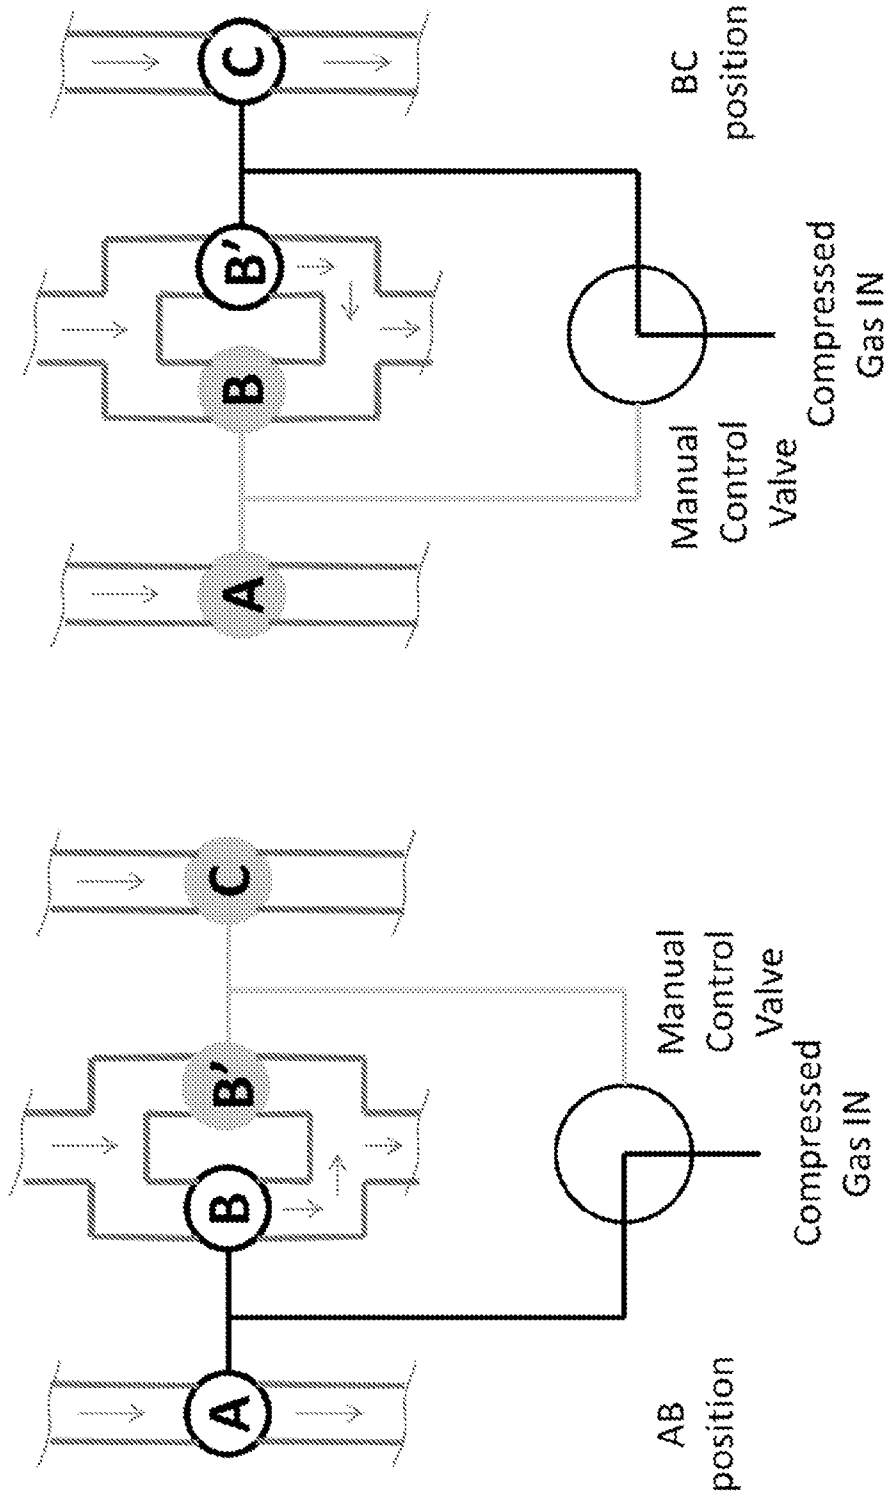 A
B
B'
C
AB
position
Manual
Control
Valve
Compressed
Gas IN
A
B
B'
C
Manual
Control
Valve
BC
position
Compressed
Gas IN